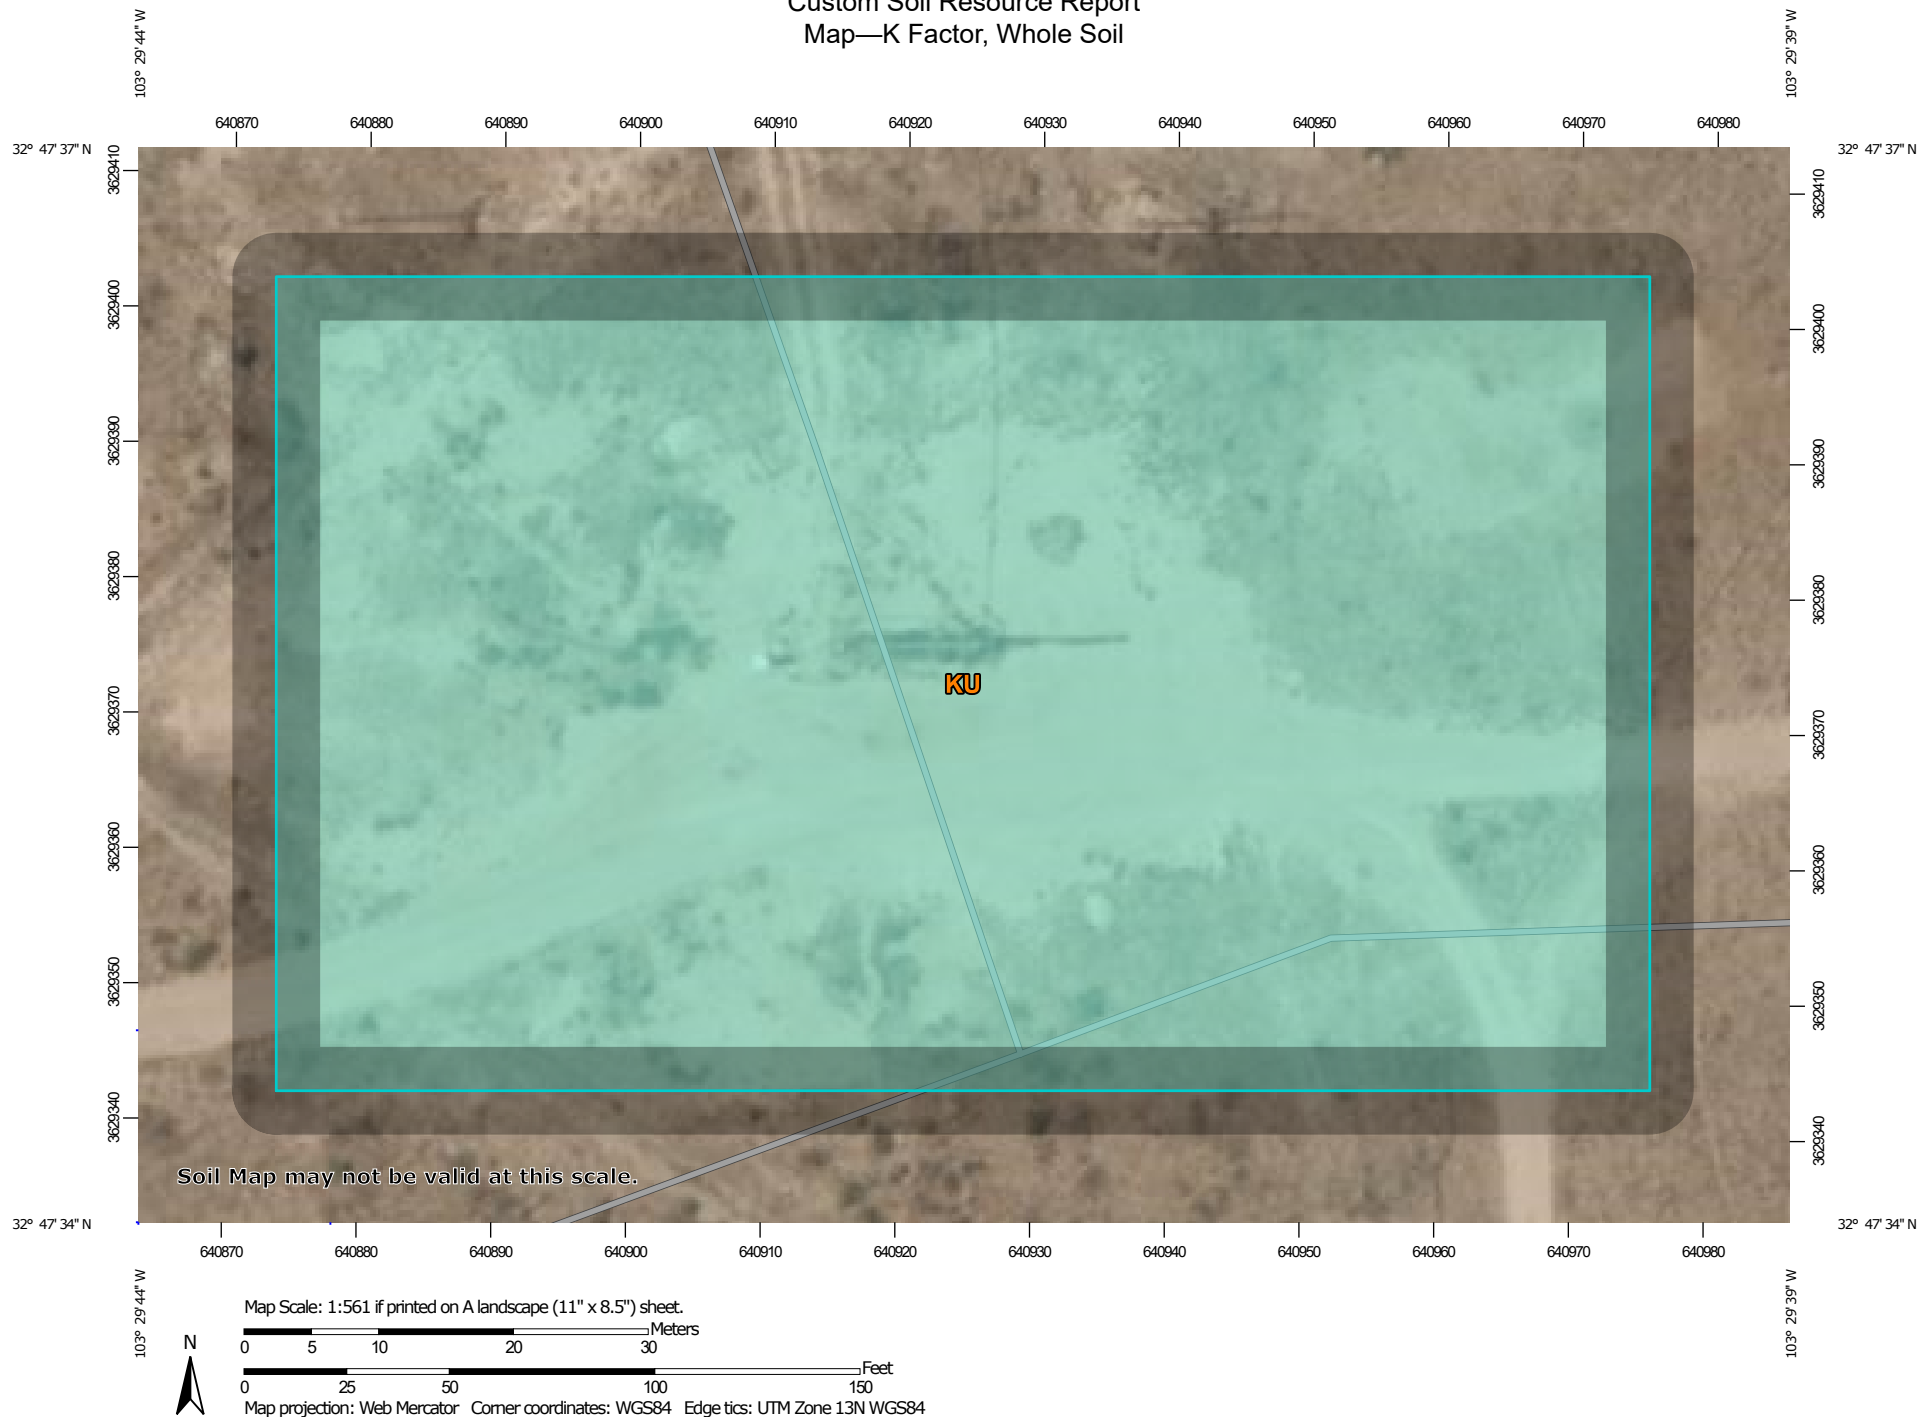 Custom Soil Resource Report
Map—K Factor, Whole Soil
103° 29' 44'' W
103° 29' 39'' W
640870 640880 640890 640900 640910 640920 640930 640940 640950 640960 640970 640980
32° 47' 37'' N
32° 47' 37'' N
3629410
3629400
3629390
3629380
3629370
3629360
3629350
3629340
3629410
3629400
3629390
3629380
3629370
3629360
3629350
3629340
KU
Soil Map may not be valid at this scale.
32° 47' 34'' N
32° 47' 34'' N
640870 640880 640890 640900 640910 640920 640930 640940 640950 640960 640970 640980
103° 29' 44'' W
103° 29' 39'' W
Map Scale: 1:561 if printed on A landscape (11" x 8.5") sheet.
Meters
0 5 10 20 30
N
Feet
0 25 50 100 150
Map projection: Web Mercator Corner coordinates: WGS84 Edge tics: UTM Zone 13N WGS84